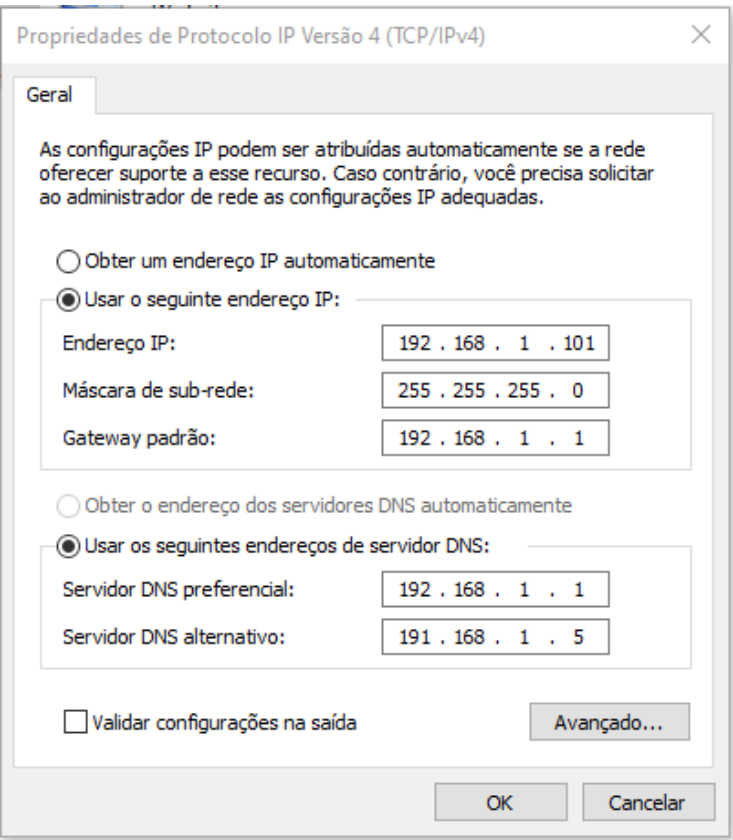 Propriedades de Protocolo IP Versão 4 (TCP/IPv4)
Geral
As configurações IP podem ser atribuídas automaticamente se a rede
oferecer suporte a esse recurso. Caso contrário, você precisa solicitar
ao administrador de rede as configurações IP adequadas.
Obter um endereço IP automaticamente
Usar o seguinte endereço IP:
Endereço IP: 192 . 168 . 1 . 101
Máscara de sub-rede: 255 . 255 . 255 . 0
Gateway padrão: 192 . 168 . 1 . 1
Obter o endereço dos servidores DNS automaticamente
Usar os seguintes endereços de servidor DNS:
Servidor DNS preferencial: 192 . 168 . 1 . 1
Servidor DNS alternativo: 191 . 168 . 1 . 5
Validar configurações na saída
Avançado...
OK Cancelar